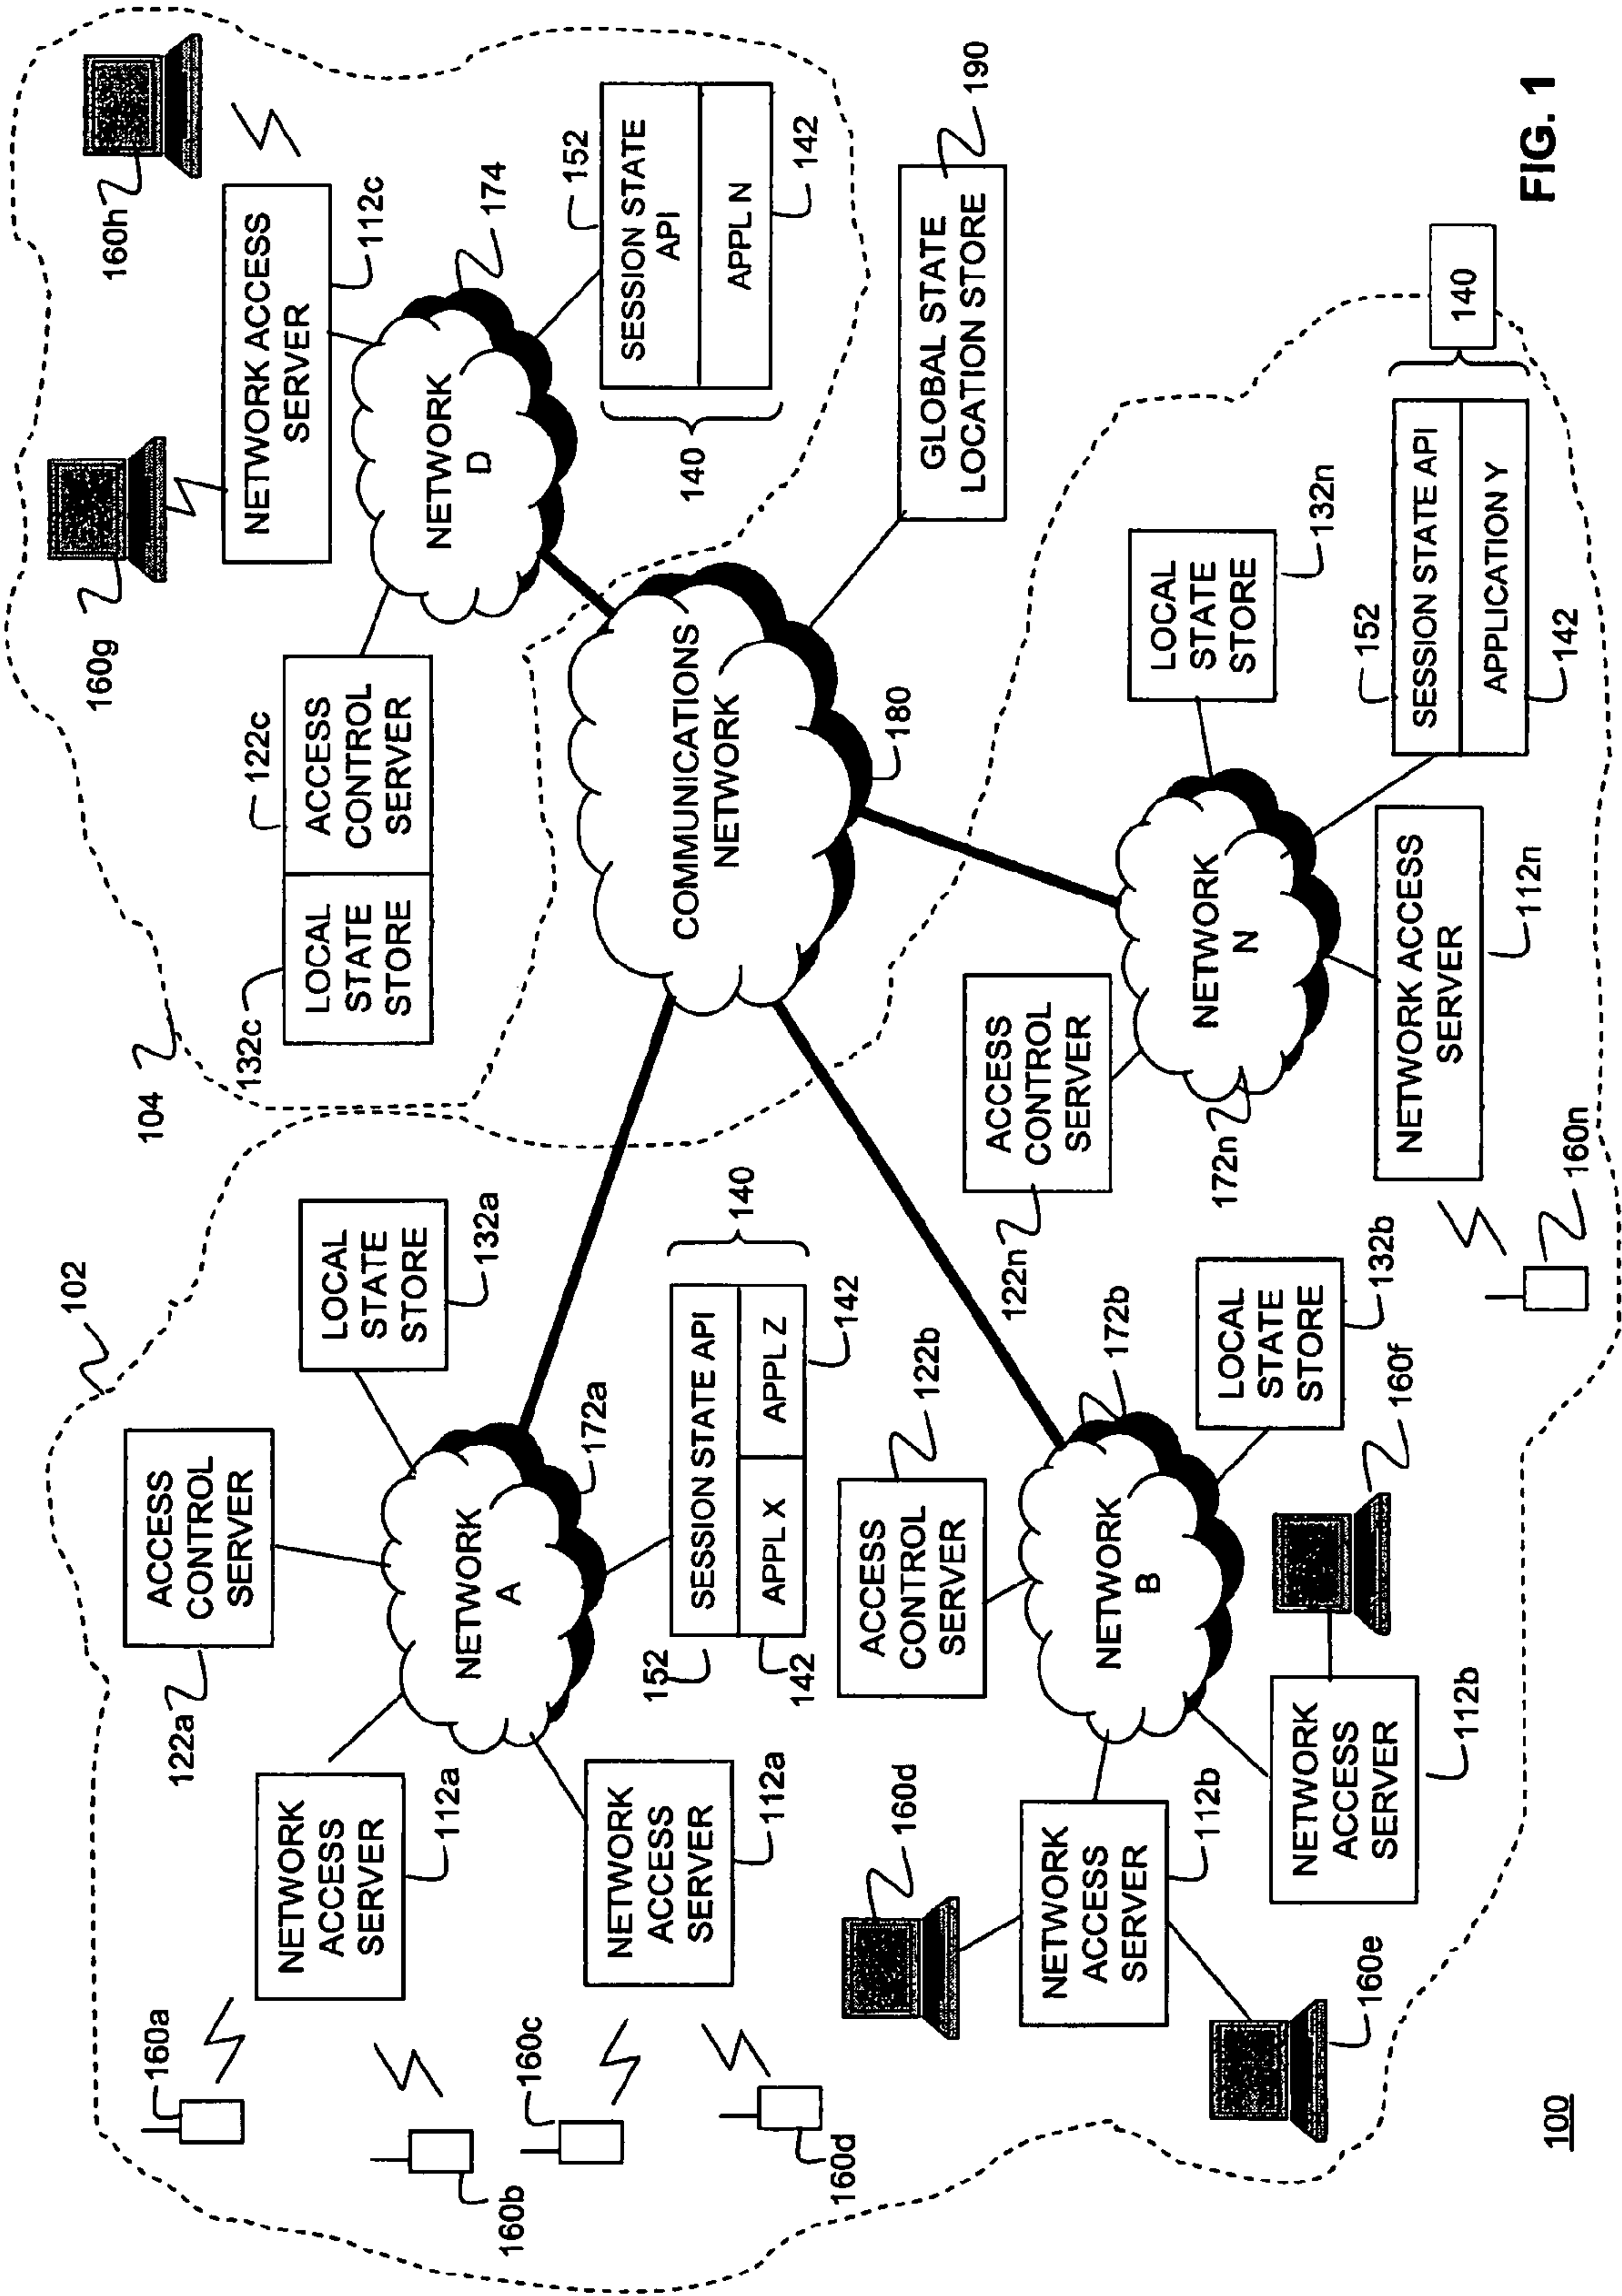 102
104
160a
160b
160c
160d
NETWORK
ACCESS
SERVER
112a
NETWORK
ACCESS
SERVER
112a
122a
ACCESS
CONTROL
SERVER
NETWORK
A
172a
LOCAL
STATE
STORE
132a
152
SESSION STATE API
APPL X
APPL Z
142
142
140
132c
LOCAL
STATE
STORE
122c
ACCESS
CONTROL
SERVER
160g
160h
NETWORK ACCESS
SERVER
112c
NETWORK
D
174
152
SESSION STATE
API
APPL N
142
140
COMMUNICATIONS
NETWORK
180
GLOBAL STATE
LOCATION STORE
190
160d
160e
NETWORK
ACCESS
SERVER
112b
NETWORK
ACCESS
SERVER
112b
160f
ACCESS
CONTROL
SERVER
122b
NETWORK
B
172b
LOCAL
STATE
STORE
132b
122n
ACCESS
CONTROL
SERVER
172n
NETWORK
N
LOCAL
STATE
STORE
132n
NETWORK ACCESS
SERVER
112n
160n
152
SESSION STATE API
APPLICATION Y
142
140
100
FIG. 1